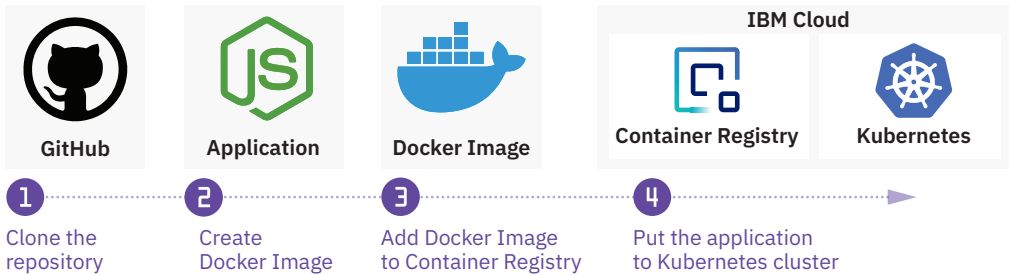 IBM Cloud
JS
GitHub
Application
Docker Image
Container Registry
Kubernetes
1
2
3
4
Clone the
repository
Create
Docker Image
Add Docker Image
to Container Registry
Put the application
to Kubernetes cluster